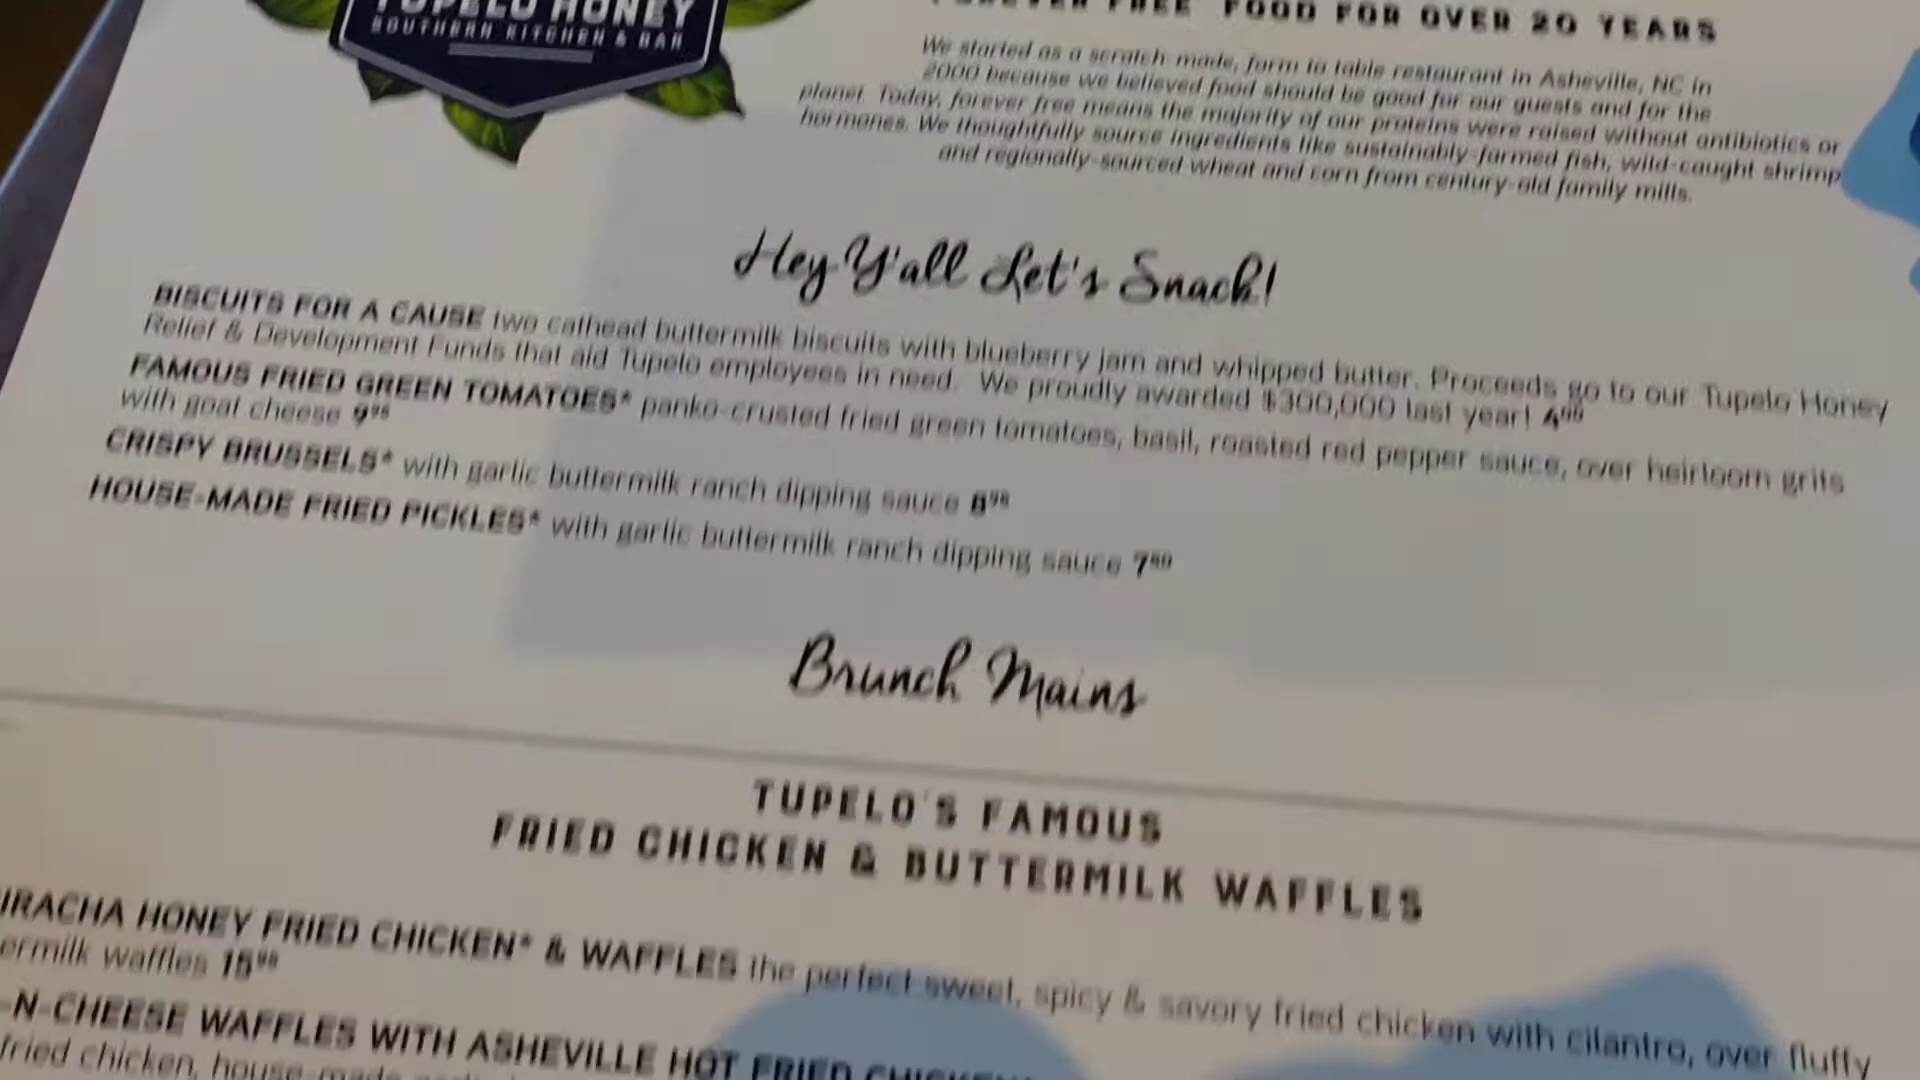 TUPELO HONEY
SOUTHERN KITCHEN & BAR
FOREVER FREE FOOD FOR OVER 20 YEARS
We started as a scratch-made, farm to table restaurant in Asheville, NC in
2000 because we believed food should be good for our guests and for the
planet. Today, forever free means the majority of our proteins were raised without antibiotics or
hormones. We thoughtfully source ingredients like sustainably-farmed fish, wild-caught shrimp
and regionally-sourced wheat and corn from century-old family mills.
Hey Y'all Let's Snack!
BISCUITS FOR A CAUSE two cathead buttermilk biscuits with blueberry jam and whipped butter. Proceeds go to our Tupelo Honey
Relief & Development Funds that aid Tupelo employees in need. We proudly awarded $300,000 last year!
FAMOUS FRIED GREEN TOMATOES* panko-crusted fried green tomatoes, basil, roasted red pepper sauce, over heirloom grits
with goat cheese 9⁹⁵
CRISPY BRUSSELS* with garlic buttermilk ranch dipping sauce
HOUSE-MADE FRIED PICKLES* with garlic buttermilk ranch dipping sauce
Brunch Mains
TUPELO'S FAMOUS
FRIED CHICKEN & BUTTERMILK WAFFLES
IRACHA HONEY FRIED CHICKEN* & WAFFLES the perfect sweet, spicy & savory fried chicken with cilantro, over fluffy
ermilk waffles
-N-CHEESE WAFFLES WITH ASHEVILLE HOT FRIED CHICKEN
fried chicken, house-made